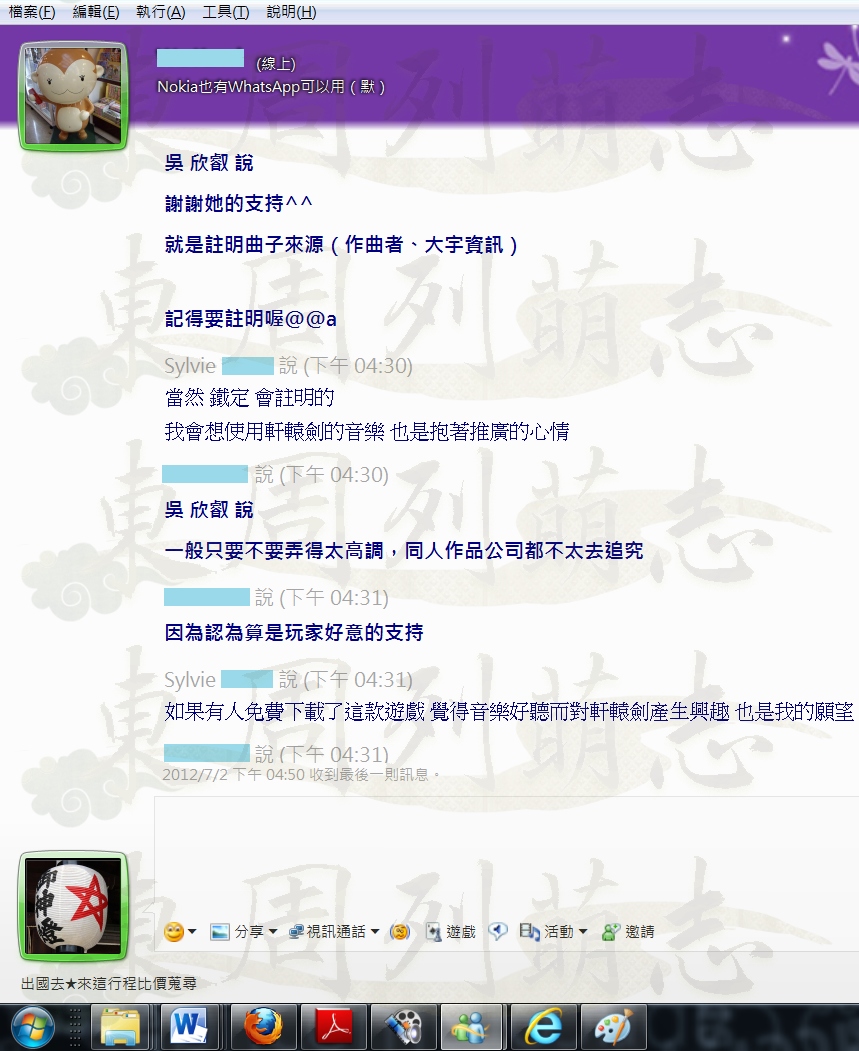 檔案(F) 編輯(E) 執行(A) 工具(T) 說明(H)
(線上)
Nokia也有WhatsApp可以用 ( 默 )
東周列萌志
吳 欣叡 說
謝謝她的支持^^
就是註明曲子來源 ( 作曲者、大宇資訊 )
記得要註明喔@@a
Sylvie 說 (下午 04:30)
當然 鐵定 會註明的
我會想使用軒轅劍的音樂 也是抱著推廣的心情
說 (下午 04:30)
吳 欣叡 說
一般只要不要弄得太高調，同人作品公司都不太去追究
說 (下午 04:31)
因為認為算是玩家好意的支持
Sylvie 說 (下午 04:31)
如果有人免費下載了這款遊戲 覺得音樂好聽而對軒轅劍產生興趣 也是我的願望
說 (下午 04:31)
2012/7/2 下午 04:50 收到最後一則訊息。
御神燈
分享 視訊通話 遊戲 活動 邀請
出國去★來這行程比價蒐尋